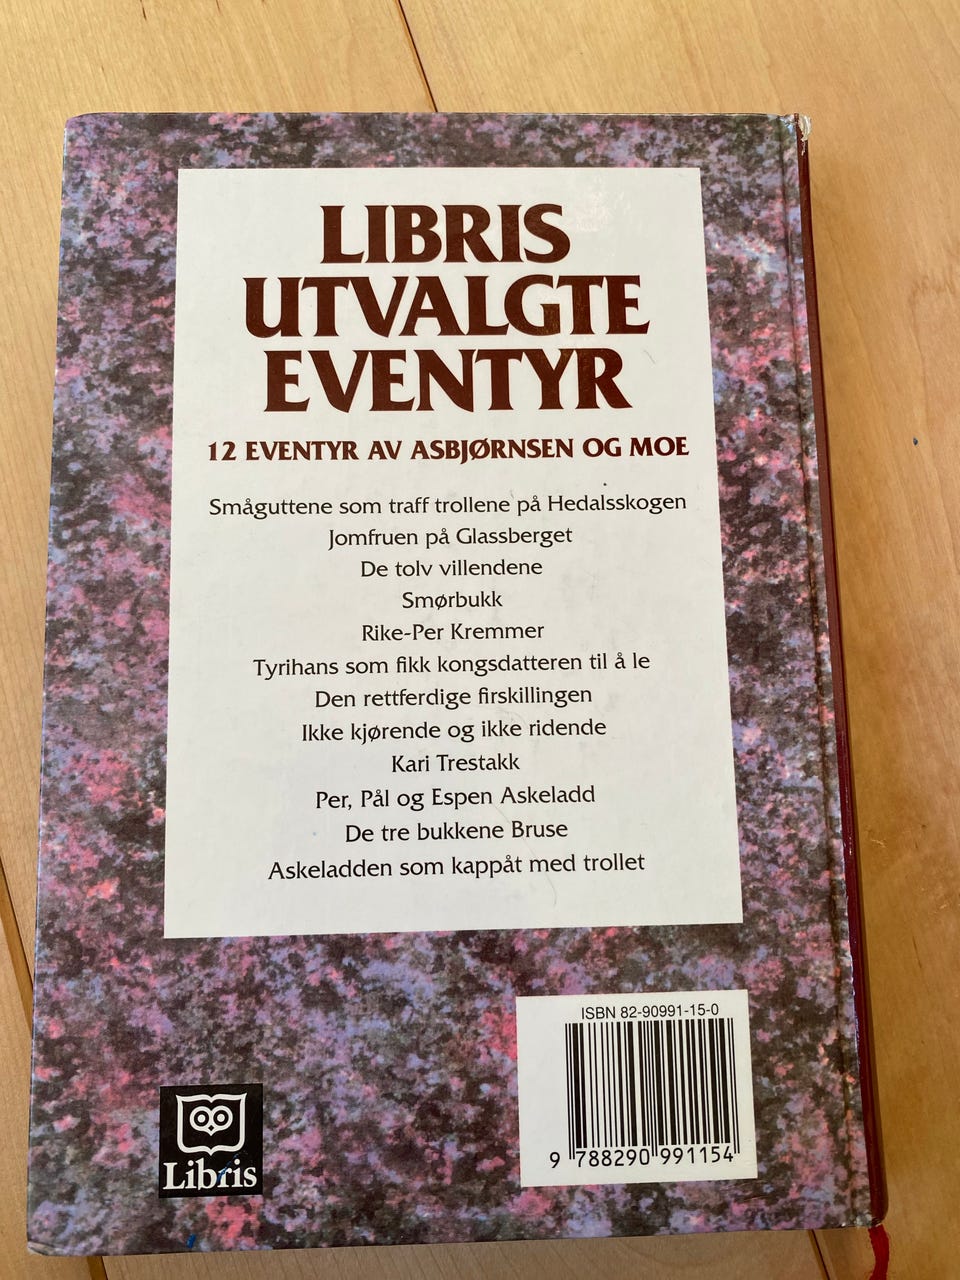 LIBRIS
UTVALGTE
EVENTYR
12 EVENTYR AV ASBJØRNSEN OG MOE
Småguttene som traff trollene på Hedalsskogen
Jomfruen på Glassberget
De tolv villendene
Smørbukk
Rike-Per Kremmer
Tyrihans som fikk kongsdatteren til å le
Den rettferdige firskillingen
Ikke kjørende og ikke ridende
Kari Trestakk
Per, Pål og Espen Askeladd
De tre bukkene Bruse
Askeladden som kappåt med trollet
ISBN 82-90991-15-0
9 788290 991154
Libris